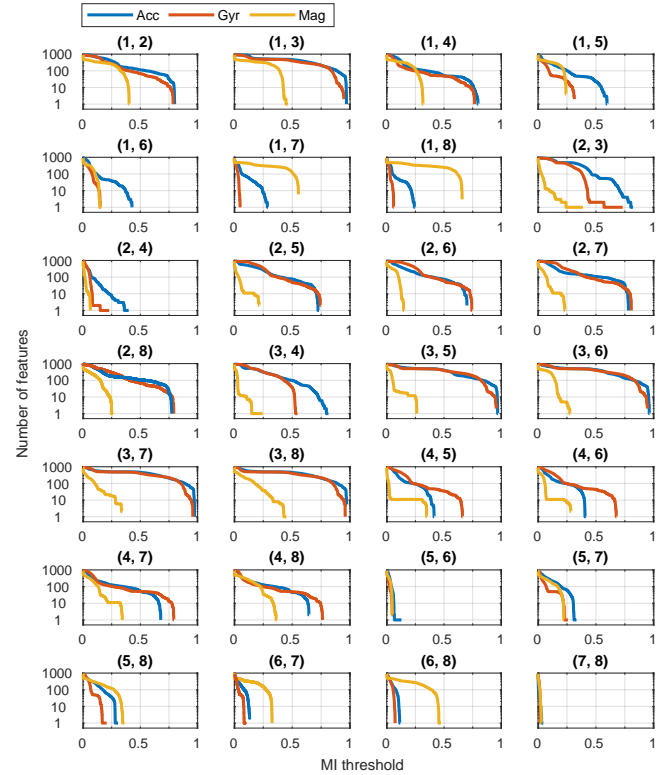 Acc Gyr Mag
(1, 2) (1, 3) (1, 4) (1, 5)
1000
100
10
1
0 0.5 1 0 0.5 1 0 0.5 1 0 0.5 1
(1, 6) (1, 7) (1, 8) (2, 3)
1000
100
10
1
0 0.5 1 0 0.5 1 0 0.5 1 0 0.5 1
(2, 4) (2, 5) (2, 6) (2, 7)
1000
100
10
1
0 0.5 1 0 0.5 1 0 0.5 1 0 0.5 1
(2, 8) (3, 4) (3, 5) (3, 6)
1000
100
10
1
0 0.5 1 0 0.5 1 0 0.5 1 0 0.5 1
(3, 7) (3, 8) (4, 5) (4, 6)
1000
100
10
1
0 0.5 1 0 0.5 1 0 0.5 1 0 0.5 1
(4, 7) (4, 8) (5, 6) (5, 7)
1000
100
10
1
0 0.5 1 0 0.5 1 0 0.5 1 0 0.5 1
(5, 8) (6, 7) (6, 8) (7, 8)
1000
100
10
1
0 0.5 1 0 0.5 1 0 0.5 1 0 0.5 1
Number of features
MI threshold